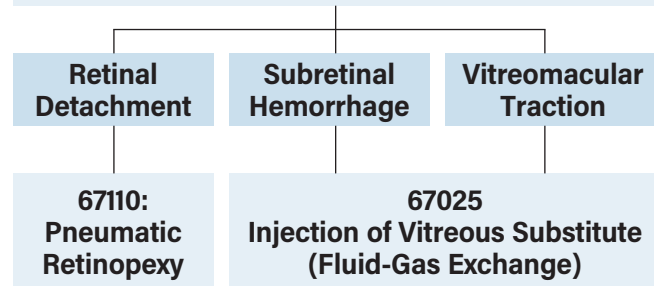 Retinal
Detachment
Subretinal
Hemorrhage
Vitreomacular
Traction
67110:
Pneumatic
Retinopexy
67025
Injection of Vitreous Substitute
(Fluid-Gas Exchange)